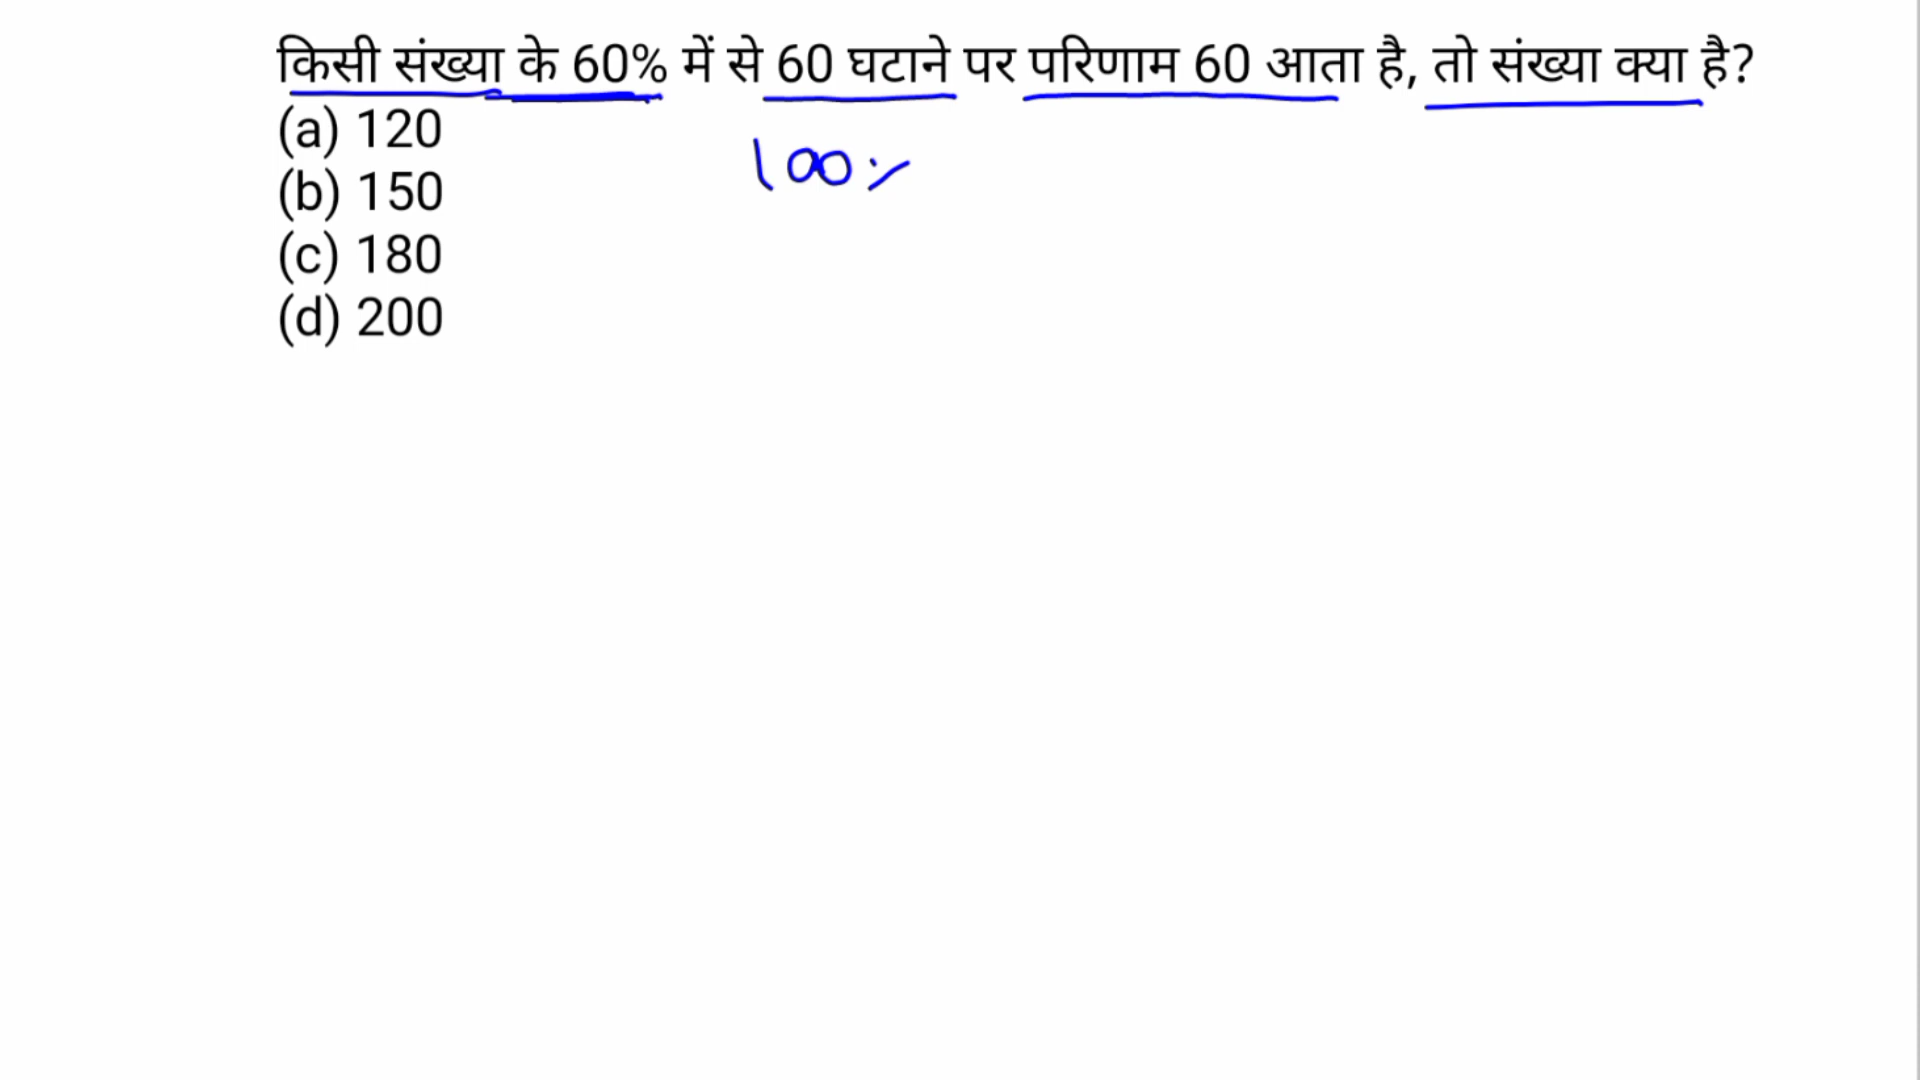 किसी संख्या के 60% में से 60 घटाने पर परिणाम 60 आता है, तो संख्या क्या है?
(a) 120
100%
(b) 150
(c) 180
(d) 200